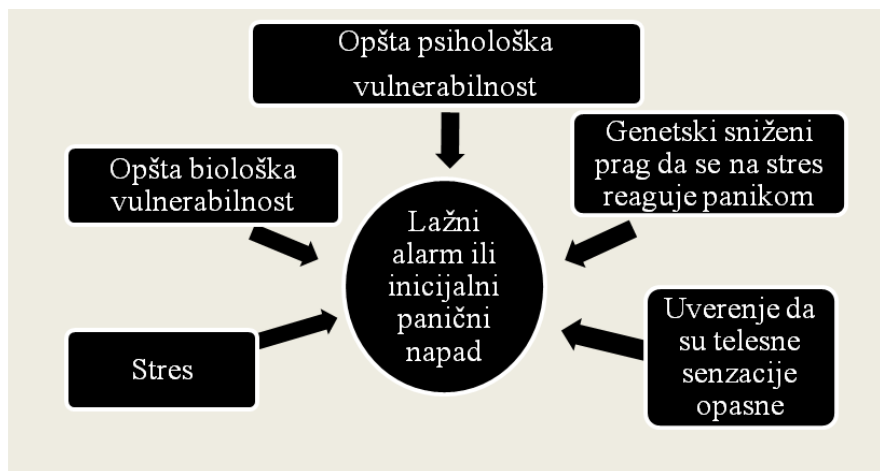 Opšta psihološka
vulnerabilnost
Opšta biološka
vulnerabilnost
Genetski sniženi
prag da se na stres
reaguje panikom
Lažni
alarm ili
inicijalni
panični
napad
Stres
Uverenje da
su telesne
senzacije
opasne